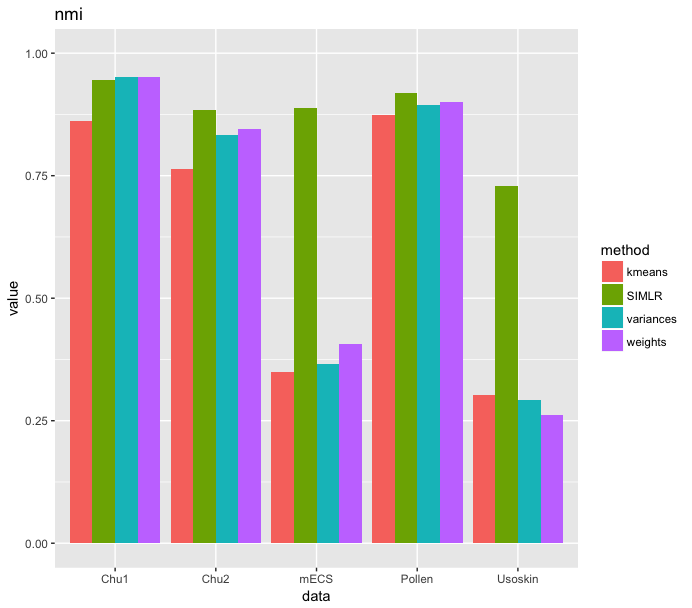 nmi
1.00
0.75
0.50
0.25
0.00
value
Chu1 Chu2 mECS Pollen Usoskin
data
method
kmeans
SIMLR
variances
weights